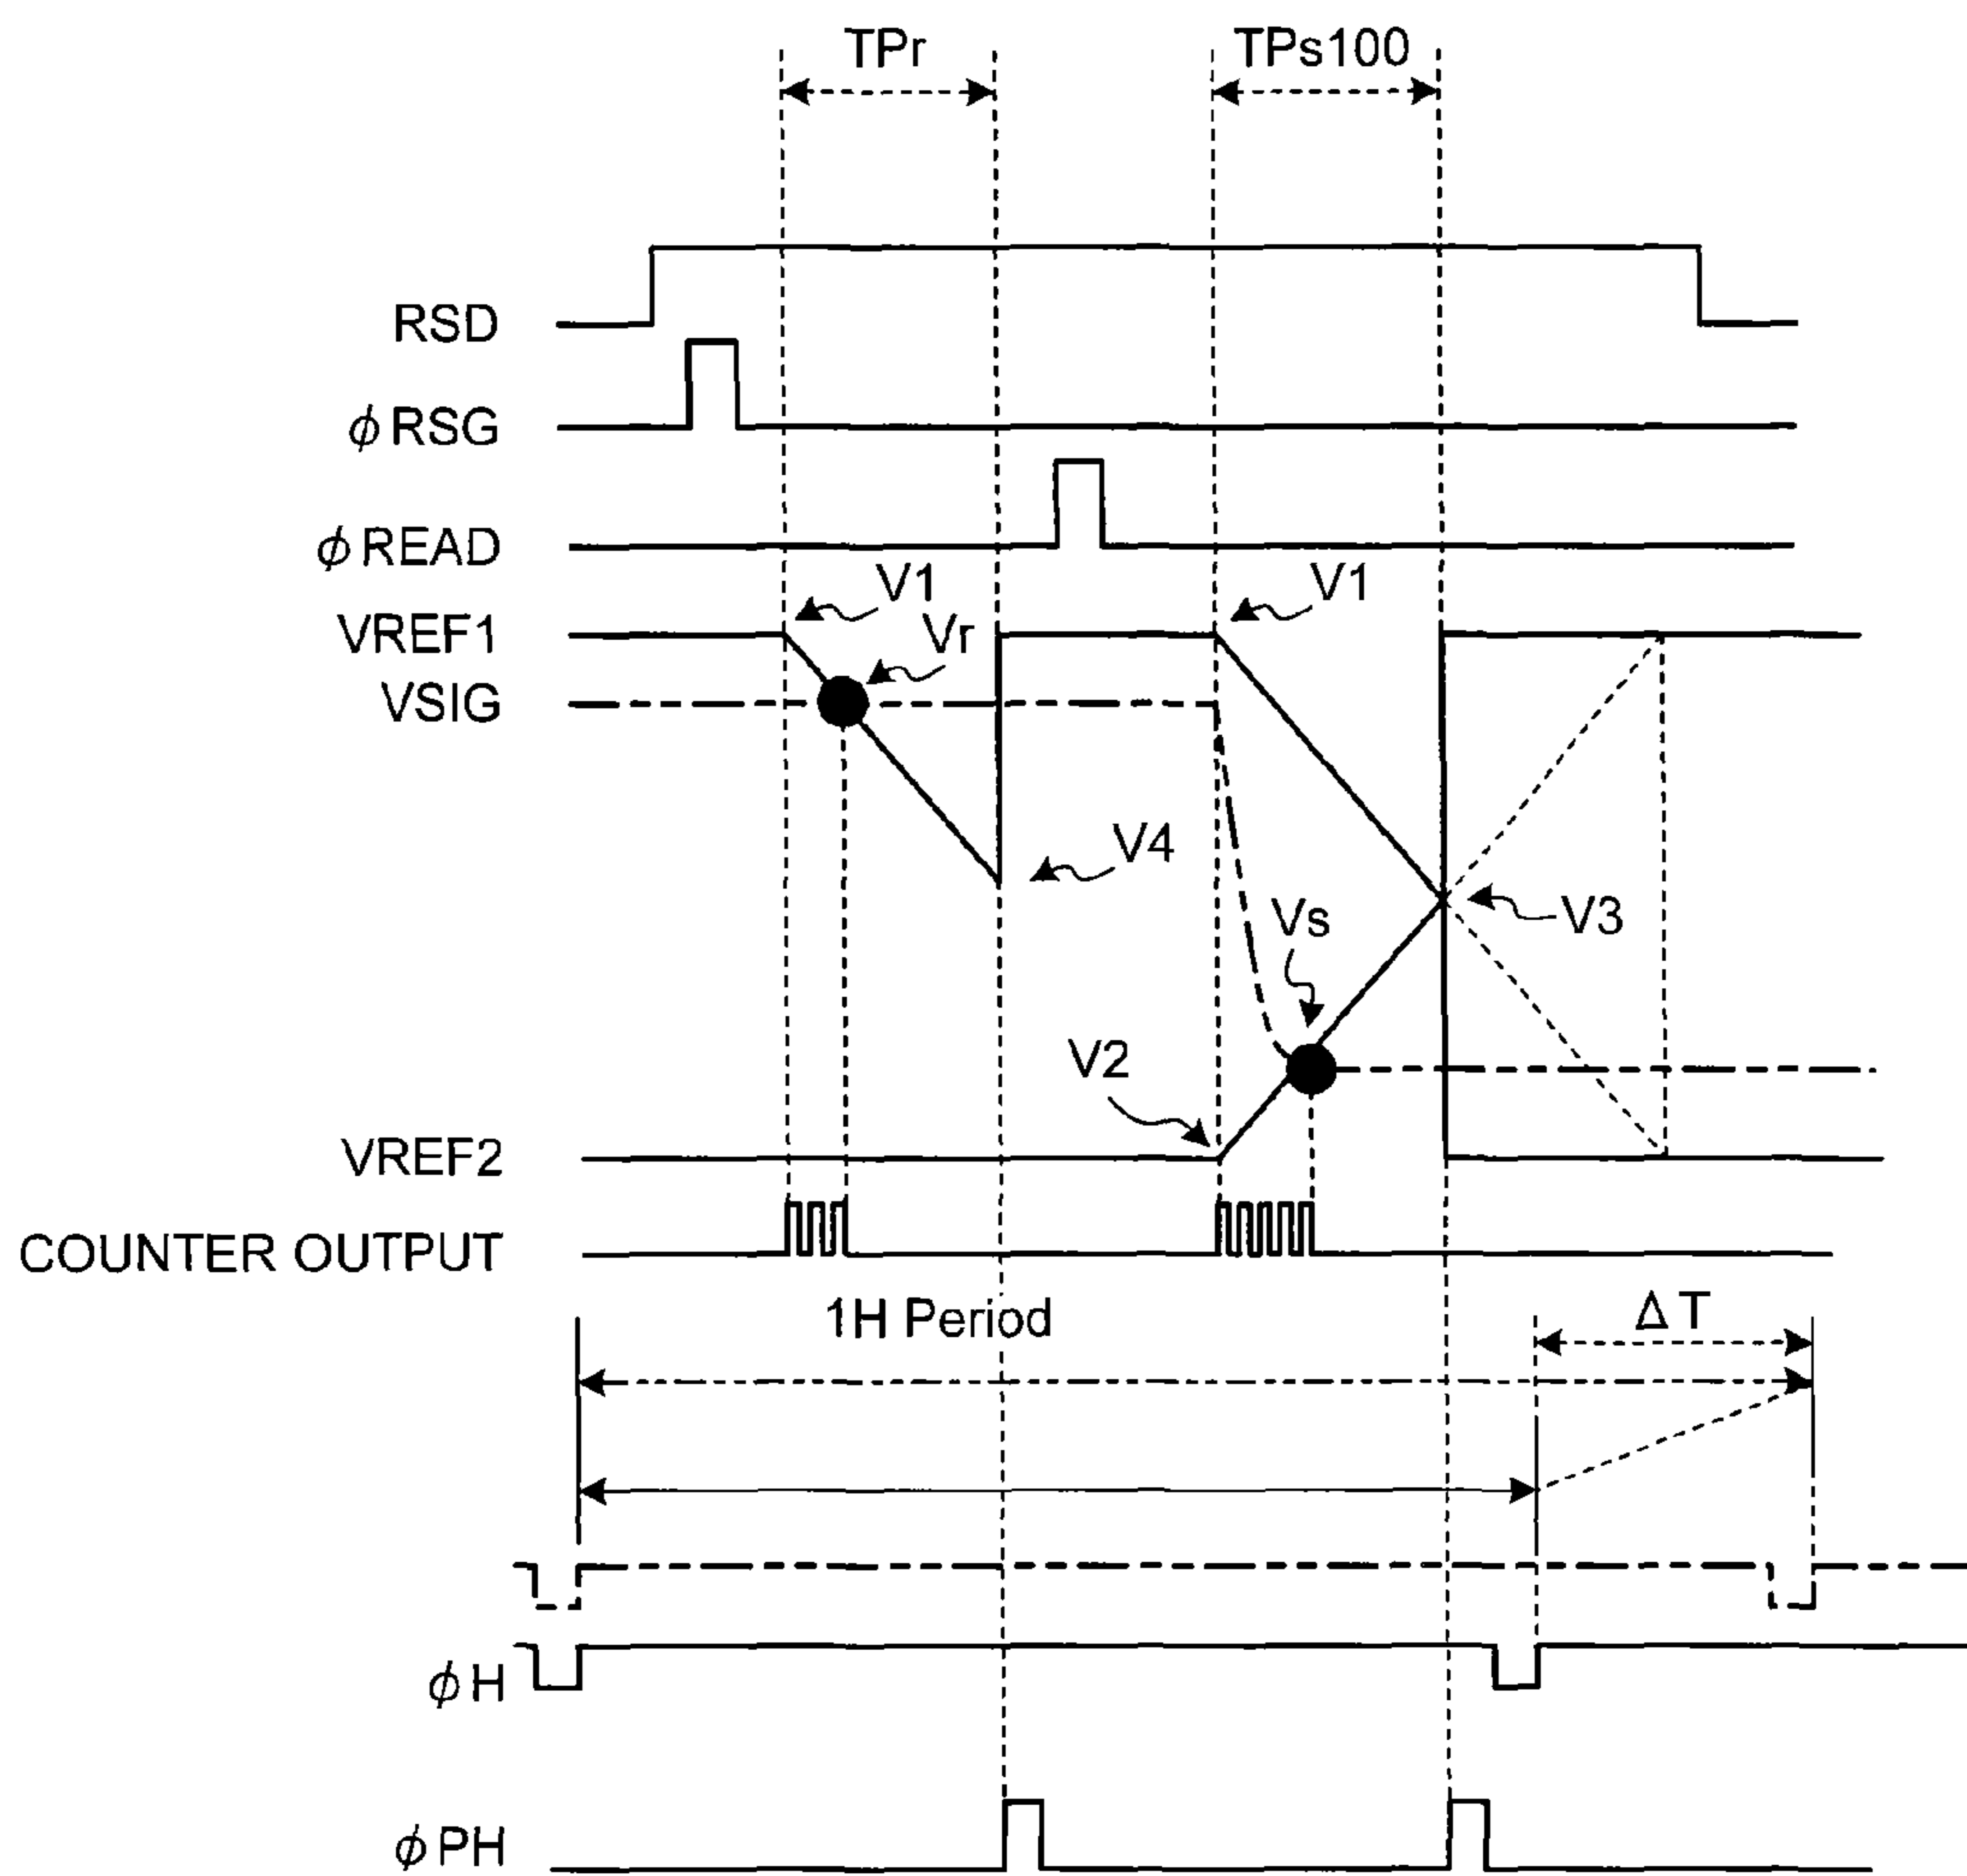 TPr TPs100
RSD
ϕRSG
ϕREAD
V1 V1
VREF1 Vr
VSIG
V4
Vs V3
V2
VREF2
COUNTER OUTPUT
1H Period ΔT
ϕH
ϕPH